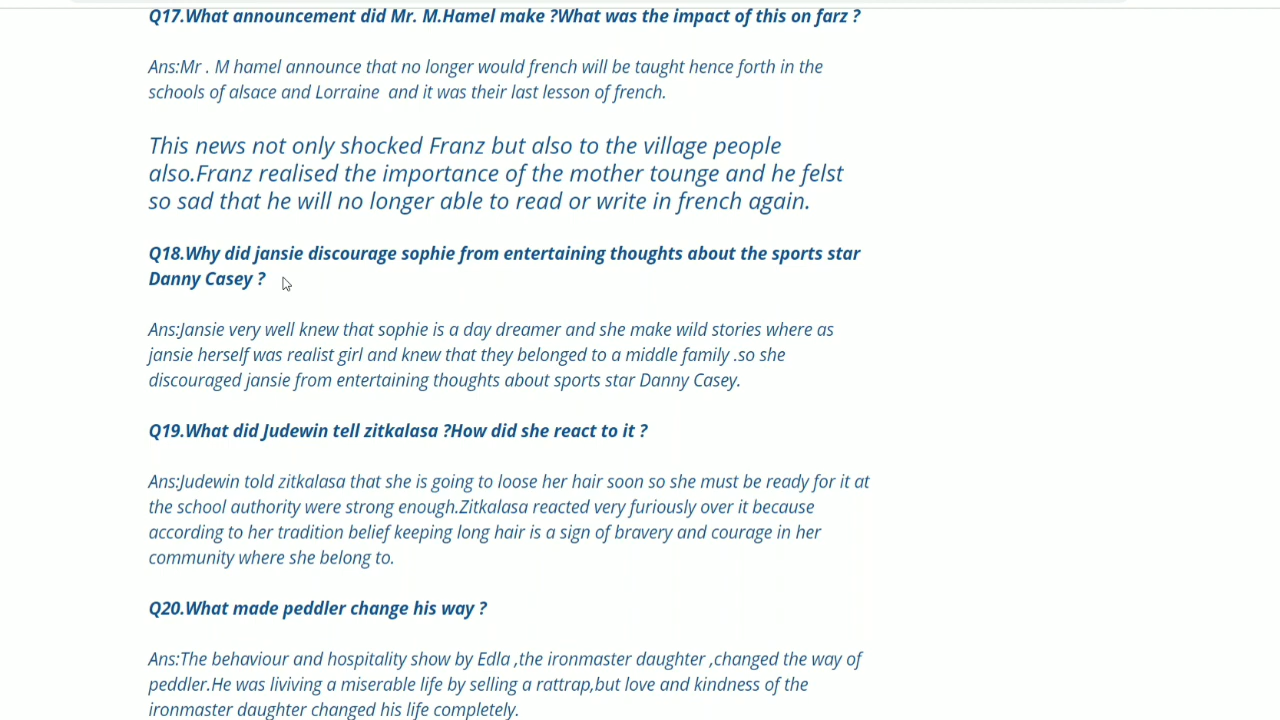 Q17.What announcement did Mr. M.Hamel make ?What was the impact of this on farz ?
Ans:Mr . M hamel announce that no longer would french will be taught hence forth in the
schools of alsace and Lorraine  and it was their last lesson of french.
This news not only shocked Franz but also to the village people
also.Franz realised the importance of the mother tounge and he felst
so sad that he will no longer able to read or write in french again.
Q18.Why did jansie discourage sophie from entertaining thoughts about the sports star
Danny Casey ?
Ans:Jansie very well knew that sophie is a day dreamer and she make wild stories where as
jansie herself was realist girl and knew that they belonged to a middle family .so she
discouraged jansie from entertaining thoughts about sports star Danny Casey.
Q19.What did Judewin tell zitkalasa ?How did she react to it ?
Ans:Judewin told zitkalasa that she is going to loose her hair soon so she must be ready for it at
the school authority were strong enough.Zitkalasa reacted very furiously over it because
according to her tradition belief keeping long hair is a sign of bravery and courage in her
community where she belong to.
Q20.What made peddler change his way ?
Ans:The behaviour and hospitality show by Edla ,the ironmaster daughter ,changed the way of
peddler.He was liviving a miserable life by selling a rattrap,but love and kindness of the
ironmaster daughter changed his life completely.